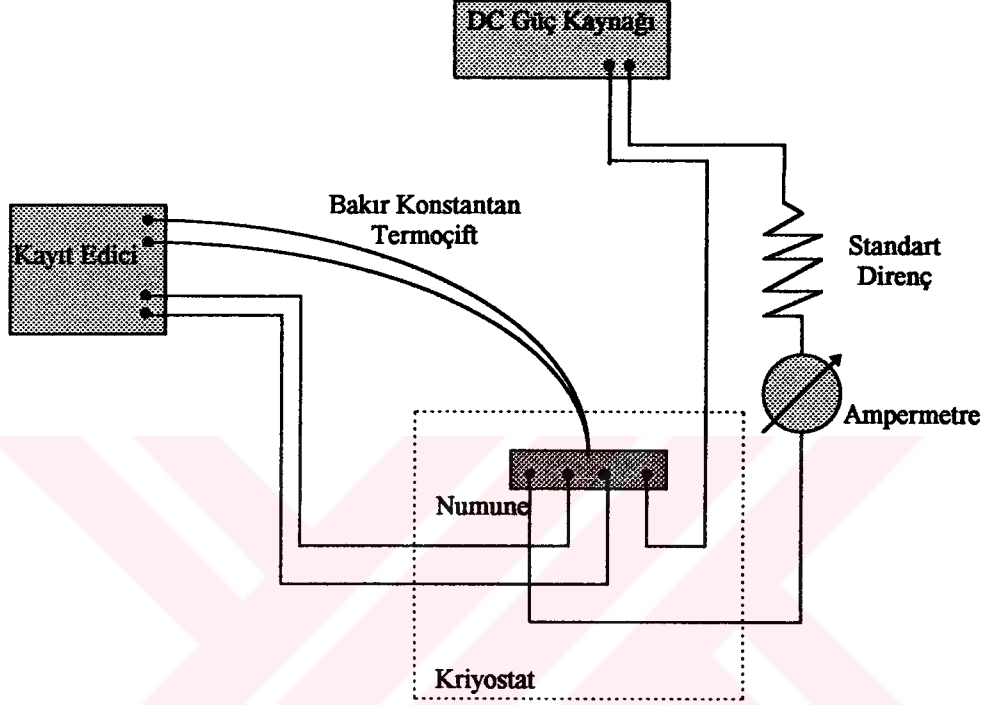 DC Güç Kaynağı
Bakır Konstantan
Termoçift
Kayıt Edici
Standart
Direnç
Ampermetre
Numune
Kriyostat